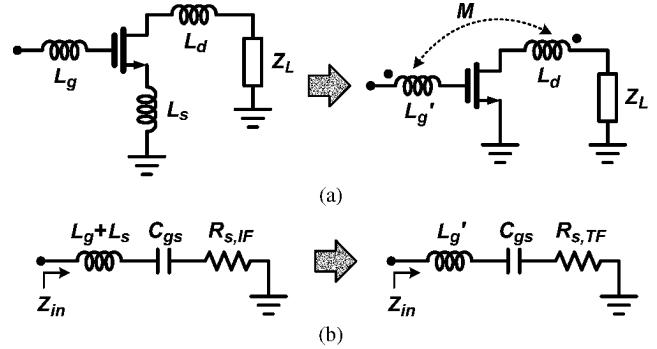 M
L_d
L_g
Z_L
L_s
L_g'
L_d
Z_L
(a)
L_g+L_s C_gs R_s,IF
Z_in
L_g' C_gs R_s,TF
Z_in
(b)